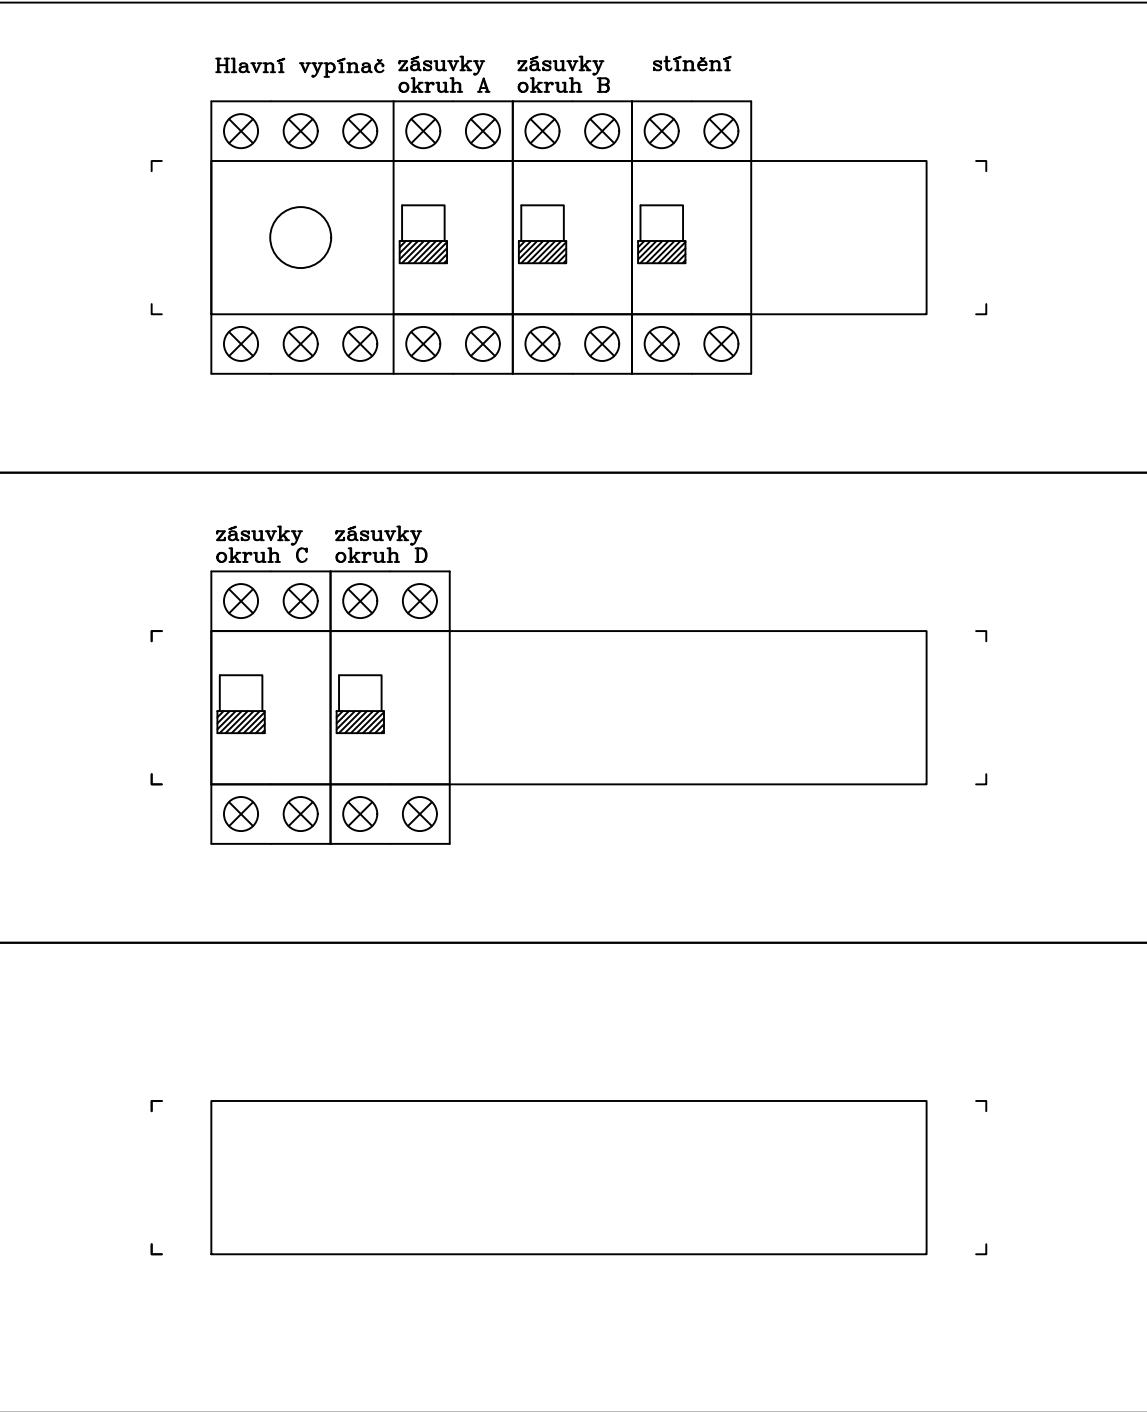 Hlavní vypínač
zásuvky
okruh A
zásuvky
okruh B
stínění
zásuvky
okruh C
zásuvky
okruh D